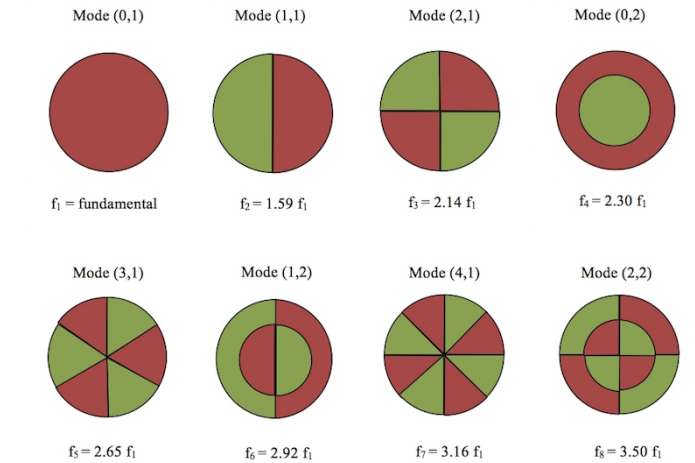 Mode (0,1) Mode (1,1) Mode (2,1) Mode (0,2)
f₁ = fundamental f₂ = 1.59 f₁ f₃ = 2.14 f₁ f₄ = 2.30 f₁
Mode (3,1) Mode (1,2) Mode (4,1) Mode (2,2)
f₅ = 2.65 f₁ f₆ = 2.92 f₁ f₇ = 3.16 f₁ f₈ = 3.50 f₁